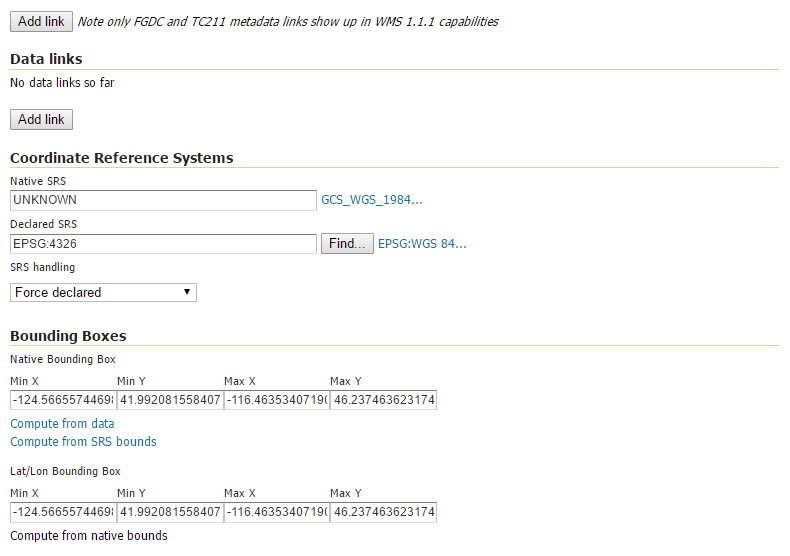 Add link Note only FGDC and TC211 metadata links show up in WMS 1.1.1 capabilities
Data links
No data links so far
Add link
Coordinate Reference Systems
Native SRS
UNKNOWN GCS_WGS_1984...
Declared SRS
EPSG:4326 Find... EPSG:WGS 84...
SRS handling
Force declared
Bounding Boxes
Native Bounding Box
Min X Min Y Max X Max Y
-124.5665574469 41.992081558407 -116.4635340719 46.237463623174
Compute from data
Compute from SRS bounds
Lat/Lon Bounding Box
Min X Min Y Max X Max Y
-124.5665574469 41.992081558407 -116.4635340719 46.237463623174
Compute from native bounds